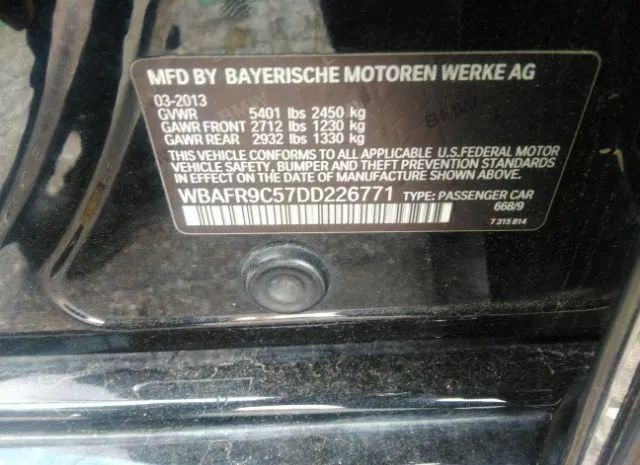 MFD BY BAYERISCHE MOTOREN WERKE AG
03-2013
GVWR 5401 lbs 2450 kg
GAWR FRONT 2712 lbs 1230 kg
GAWR REAR 2932 lbs 1330 kg
THIS VEHICLE CONFORMS TO ALL APPLICABLE U.S.FEDERAL MOTOR
VEHICLE SAFETY, BUMPER AND THEFT PREVENTION STANDARDS
IN EFFECT ON THE DATE OF MANUFACTURE SHOWN ABOVE.
WBAFR9C57DD226771 TYPE: PASSENGER CAR
668/9
7 315 814